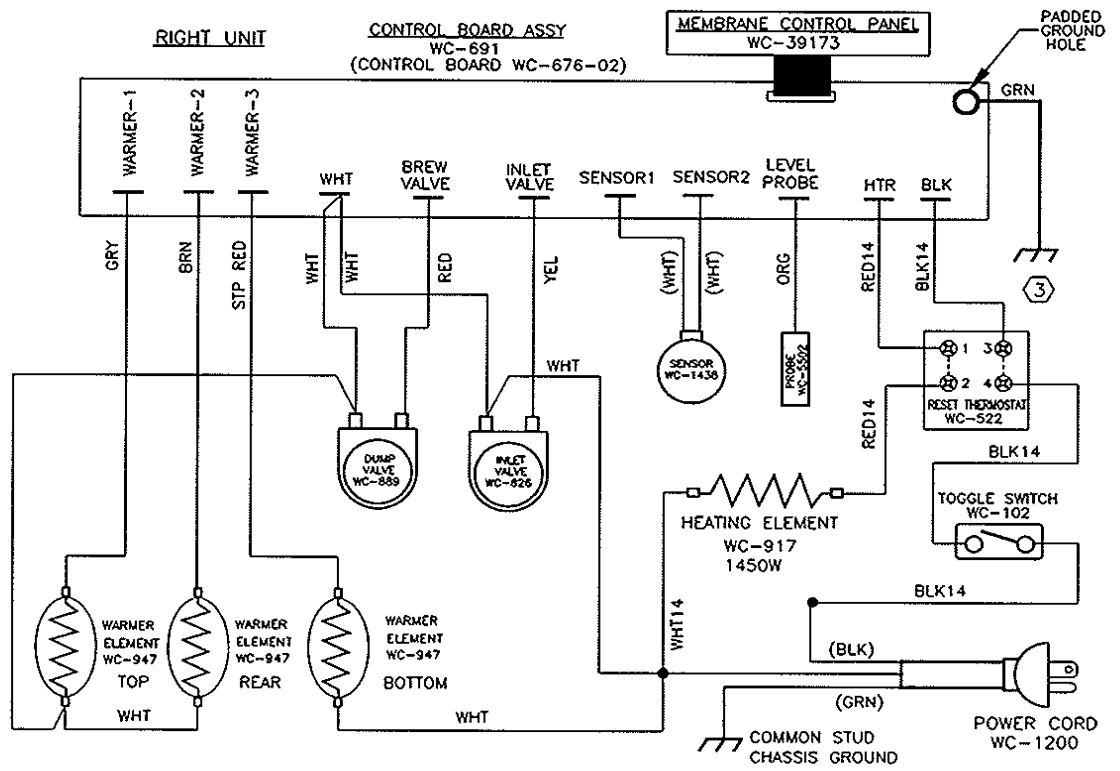 RIGHT UNIT
CONTROL BOARD ASSY
WC-691
(CONTROL BOARD WC-676-02)
MEMBRANE CONTROL PANEL
WC-39173
PADDED
GROUND
HOLE
GRN
WARMER-1
WARMER-2
WARMER-3
WHT
BREW
VALVE
INLET
VALVE
SENSOR1
SENSOR2
LEVEL
PROBE
HTR
BLK
GRY
BRN
STP RED
WHT
WHT
RED
YEL
(WHT)
(WHT)
ORG
RED14
BLK14
3
SENSOR
WC-1438
PROBE
WC-5502
1
3
2
4
RESET THERMOSTAT
WC-522
WHT
RED14
BLK14
DUMP
VALVE
WC-889
INLET
VALVE
WC-826
HEATING ELEMENT
WC-917
1450W
TOGGLE SWITCH
WC-102
BLK14
WARMER
ELEMENT
WC-947
TOP
WARMER
ELEMENT
WC-947
REAR
WARMER
ELEMENT
WC-947
BOTTOM
WHT14
(BLK)
(GRN)
WHT
WHT
COMMON STUD
CHASSIS GROUND
POWER CORD
WC-1200